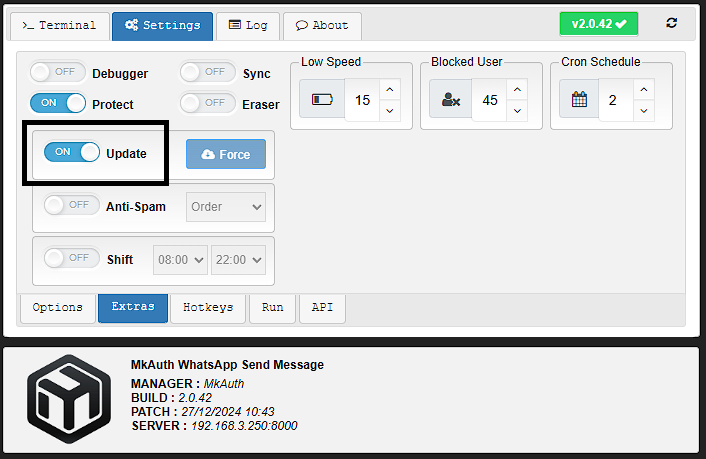 >_ Terminal Settings Log About v2.0.42
Low Speed Blocked User Cron Schedule
OFF Debugger OFF Sync
15 45 2
ON Protect OFF Eraser
ON Update Force
OFF Anti-Spam Order
OFF Shift 08:00 22:00
Options Extras Hotkeys Run API
MkAuth WhatsApp Send Message
MANAGER : MkAuth
BUILD : 2.0.42
PATCH : 27/12/2024 10:43
SERVER : 192.168.3.250:8000